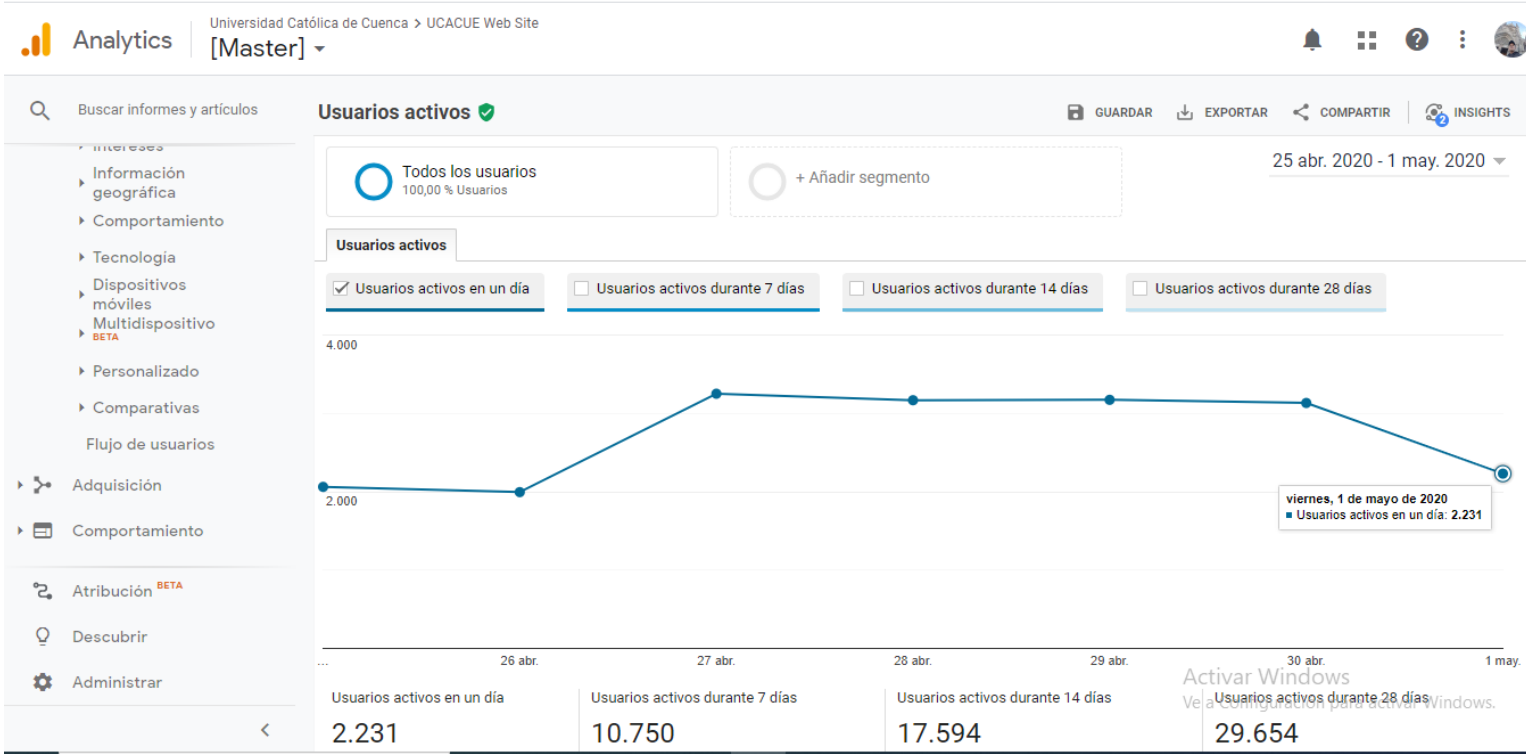 Analytics
Universidad Católica de Cuenca > UCACUE Web Site
[Master]
Buscar informes y artículos
Intereses
Información
geográfica
Comportamiento
Tecnología
Dispositivos
móviles
Multidispositivo
BETA
Personalizado
Comparativas
Flujo de usuarios
Adquisición
Comportamiento
Atribución BETA
Descubrir
Administrar
Usuarios activos
GUARDAR EXPORTAR COMPARTIR 2 INSIGHTS
Todos los usuarios
100,00 % Usuarios
+ Añadir segmento
25 abr. 2020 - 1 may. 2020
Usuarios activos
Usuarios activos en un día Usuarios activos durante 7 días Usuarios activos durante 14 días Usuarios activos durante 28 días
4.000
2.000
viernes, 1 de mayo de 2020
Usuarios activos en un día: 2.231
... 26 abr. 27 abr. 28 abr. 29 abr. 30 abr. 1 may.
Activar Windows
Ve a Configuración para activar Windows.
Usuarios activos en un día Usuarios activos durante 7 días Usuarios activos durante 14 días Usuarios activos durante 28 días
2.231 10.750 17.594 29.654